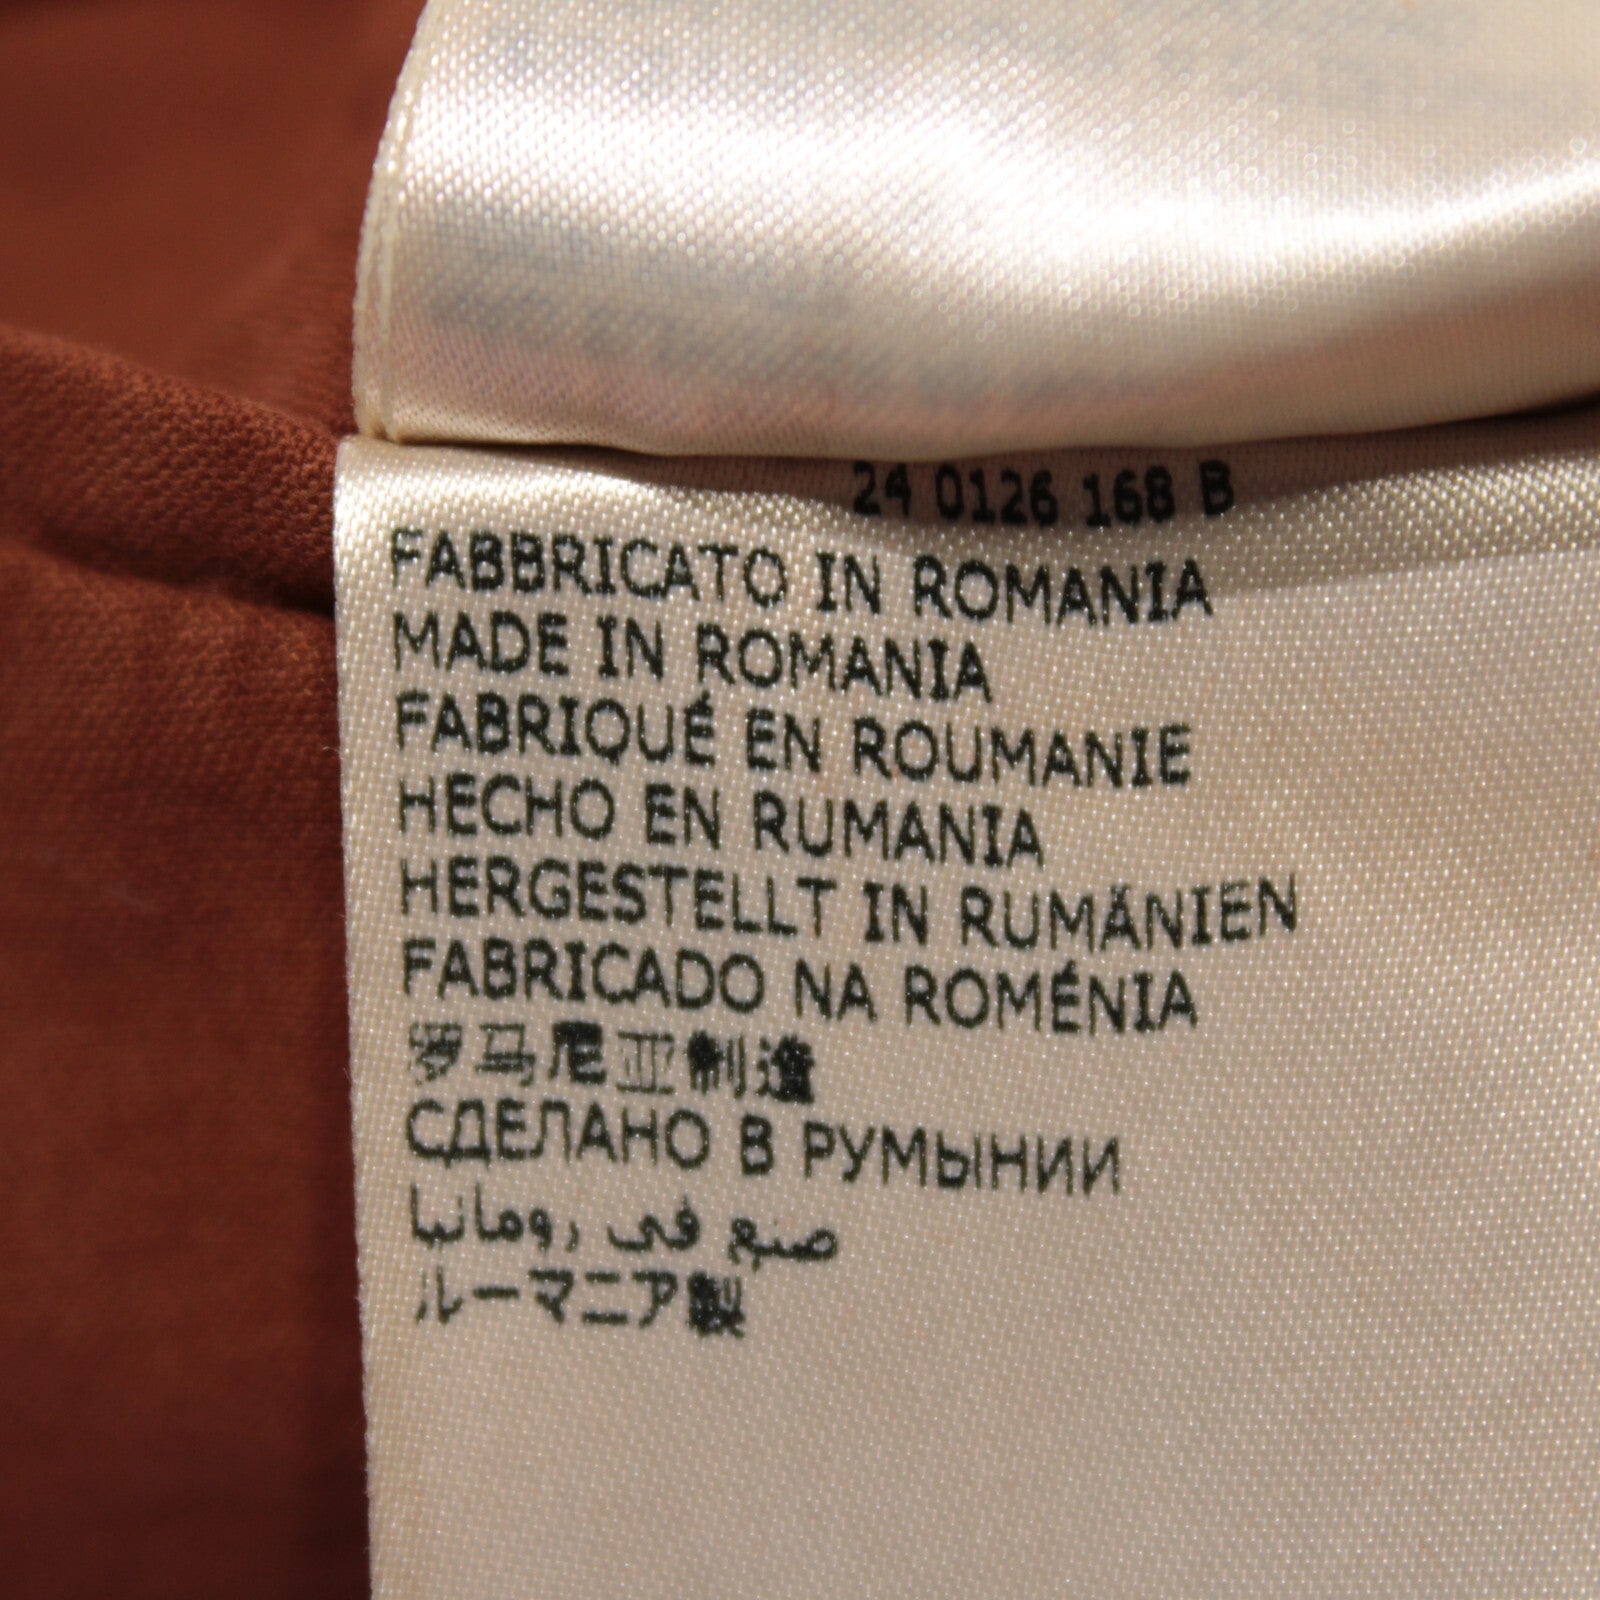 24 0126 168 B
FABBRICATO IN ROMANIA
MADE IN ROMANIA
FABRIQUÉ EN ROUMANIE
HECHO EN RUMANIA
HERGESTELLT IN RUMÄNIEN
FABRICADO NA ROMÉNIA
罗马尼亚制造
СДЕЛАНО В РУМЫНИИ
صنع في رومانيا
ルーマニア製